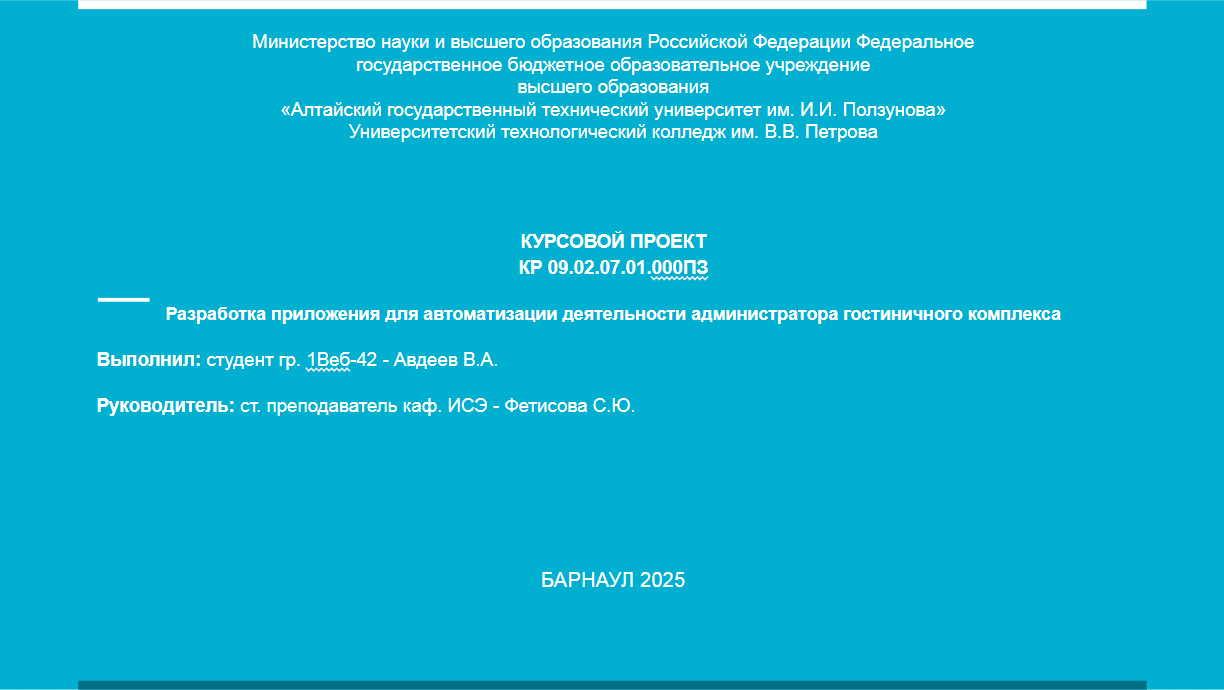 Министерство науки и высшего образования Российской Федерации Федеральное
государственное бюджетное образовательное учреждение
высшего образования
«Алтайский государственный технический университет им. И.И. Ползунова»
Университетский технологический колледж им. В.В. Петрова
КУРСОВОЙ ПРОЕКТ
КР 09.02.07.01.000ПЗ
Разработка приложения для автоматизации деятельности администратора гостиничного комплекса
Выполнил: студент гр. 1Веб-42 - Авдеев В.А.
Руководитель: ст. преподаватель каф. ИСЭ - Фетисова С.Ю.
БАРНАУЛ 2025